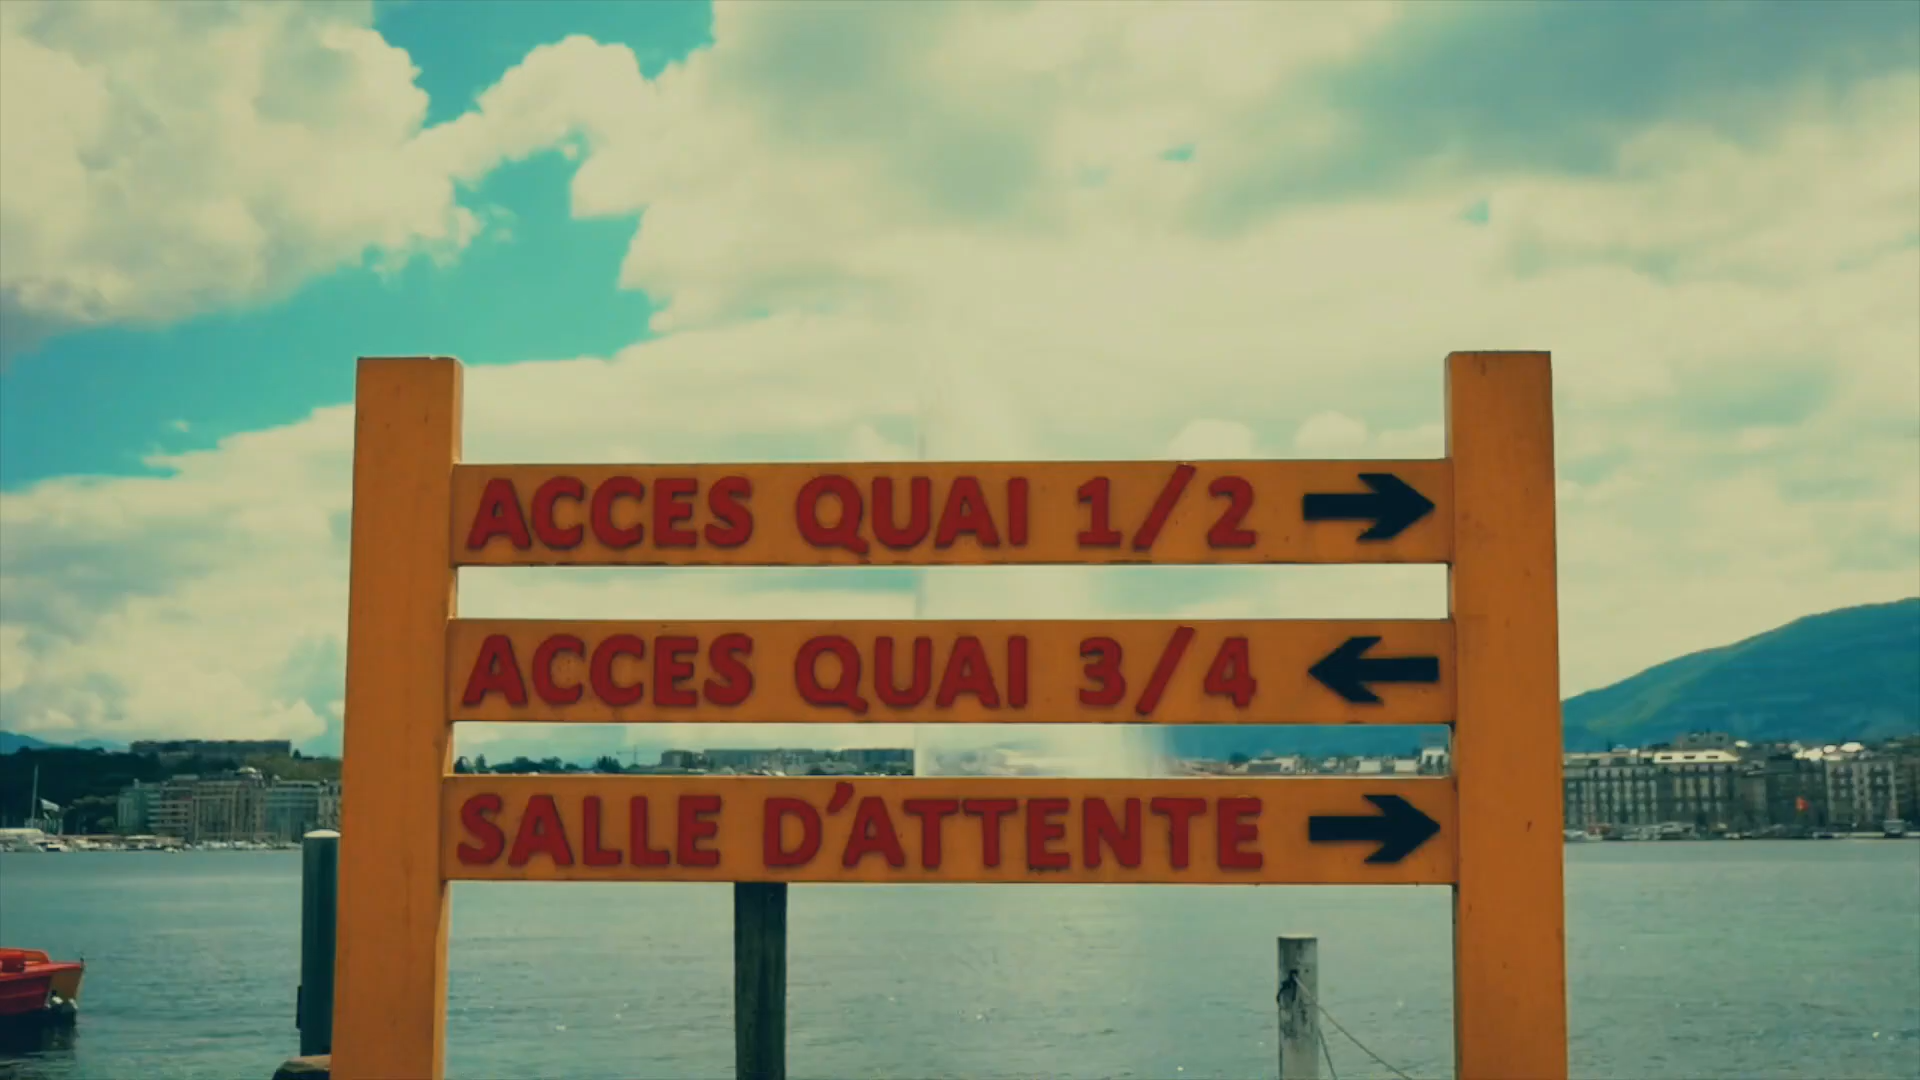 ACCES QUAI 1/2 →
ACCES QUAI 3/4 ←
SALLE D'ATTENTE →